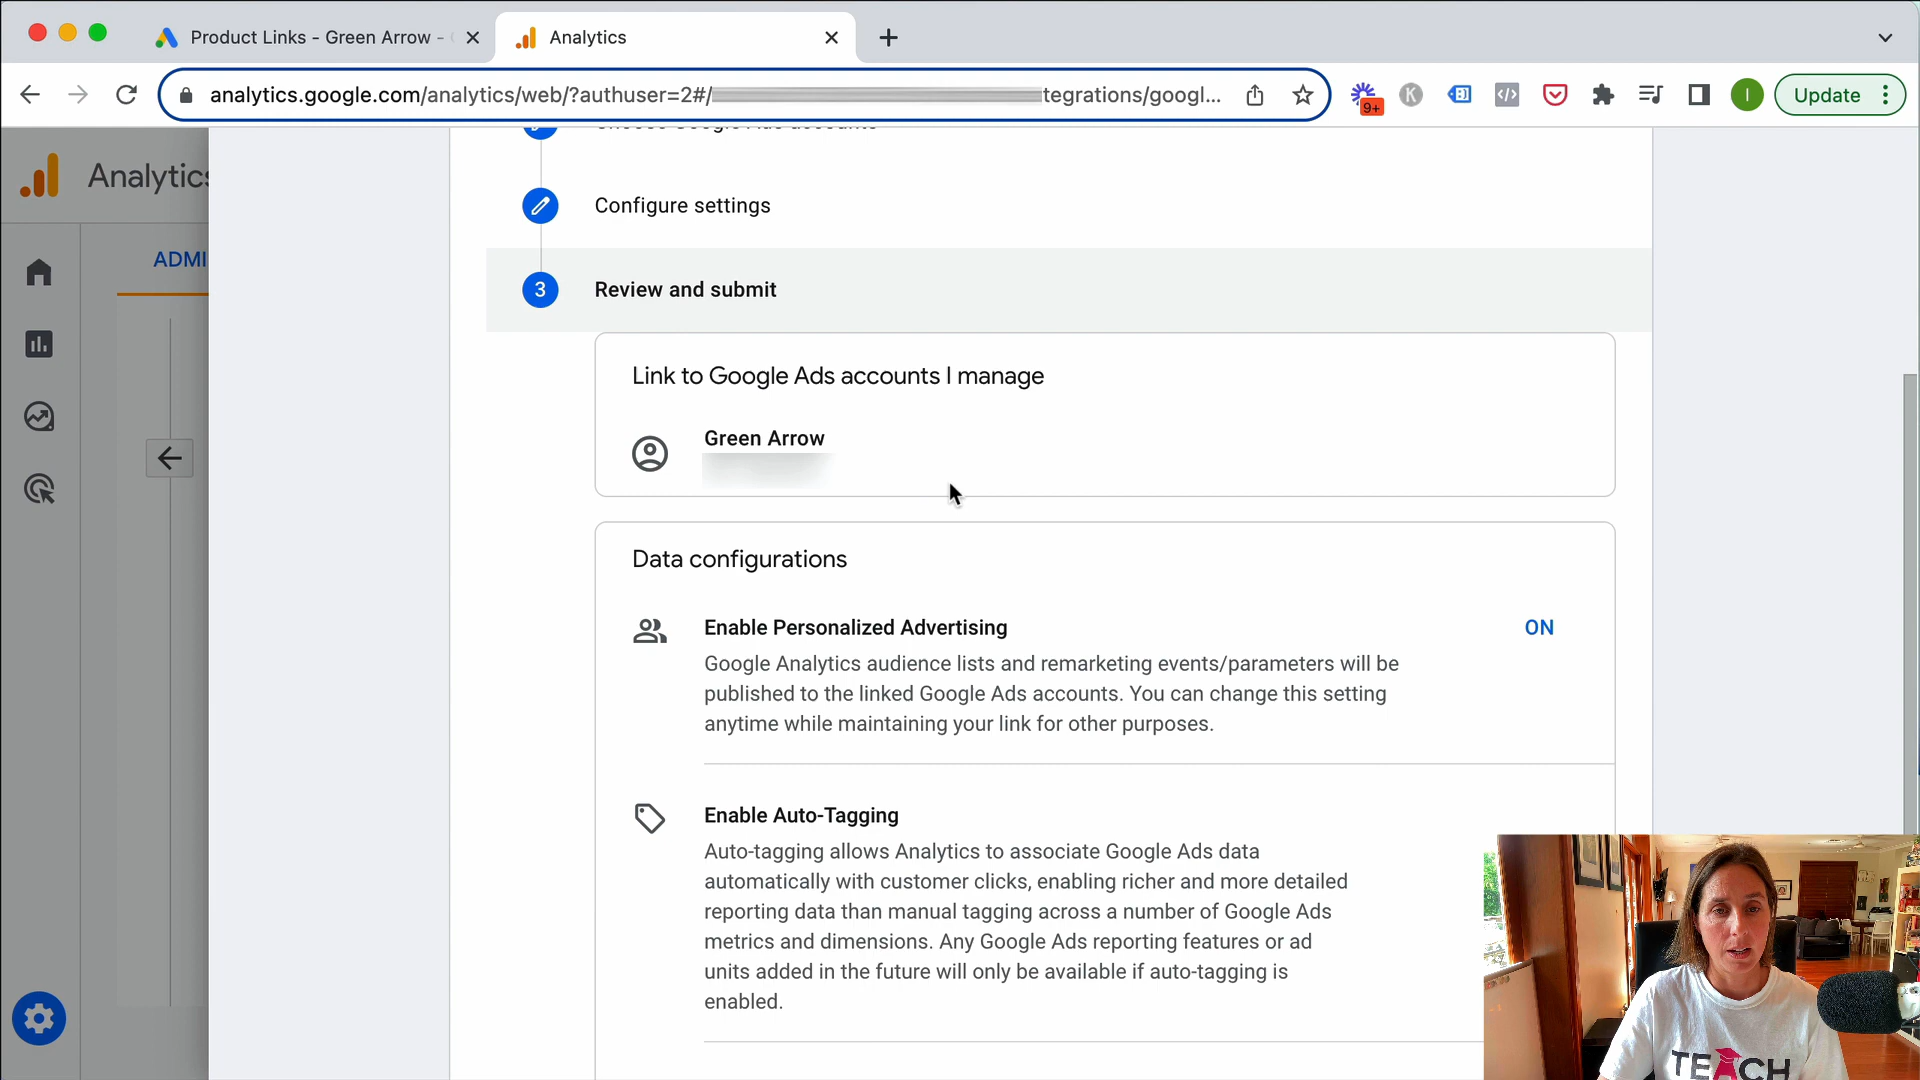 Product Links - Green Arrow -
Analytics
analytics.google.com/analytics/web/?authuser=2#/
tegrations/googl...
9+
K
I
Update
Analytics
ADMI
Choose Google Ads accounts
Configure settings
3
Review and submit
Link to Google Ads accounts I manage
Green Arrow
Data configurations
Enable Personalized Advertising
ON
Google Analytics audience lists and remarketing events/parameters will be
published to the linked Google Ads accounts. You can change this setting
anytime while maintaining your link for other purposes.
Enable Auto-Tagging
Auto-tagging allows Analytics to associate Google Ads data
automatically with customer clicks, enabling richer and more detailed
reporting data than manual tagging across a number of Google Ads
metrics and dimensions. Any Google Ads reporting features or ad
units added in the future will only be available if auto-tagging is
enabled.
TEACH